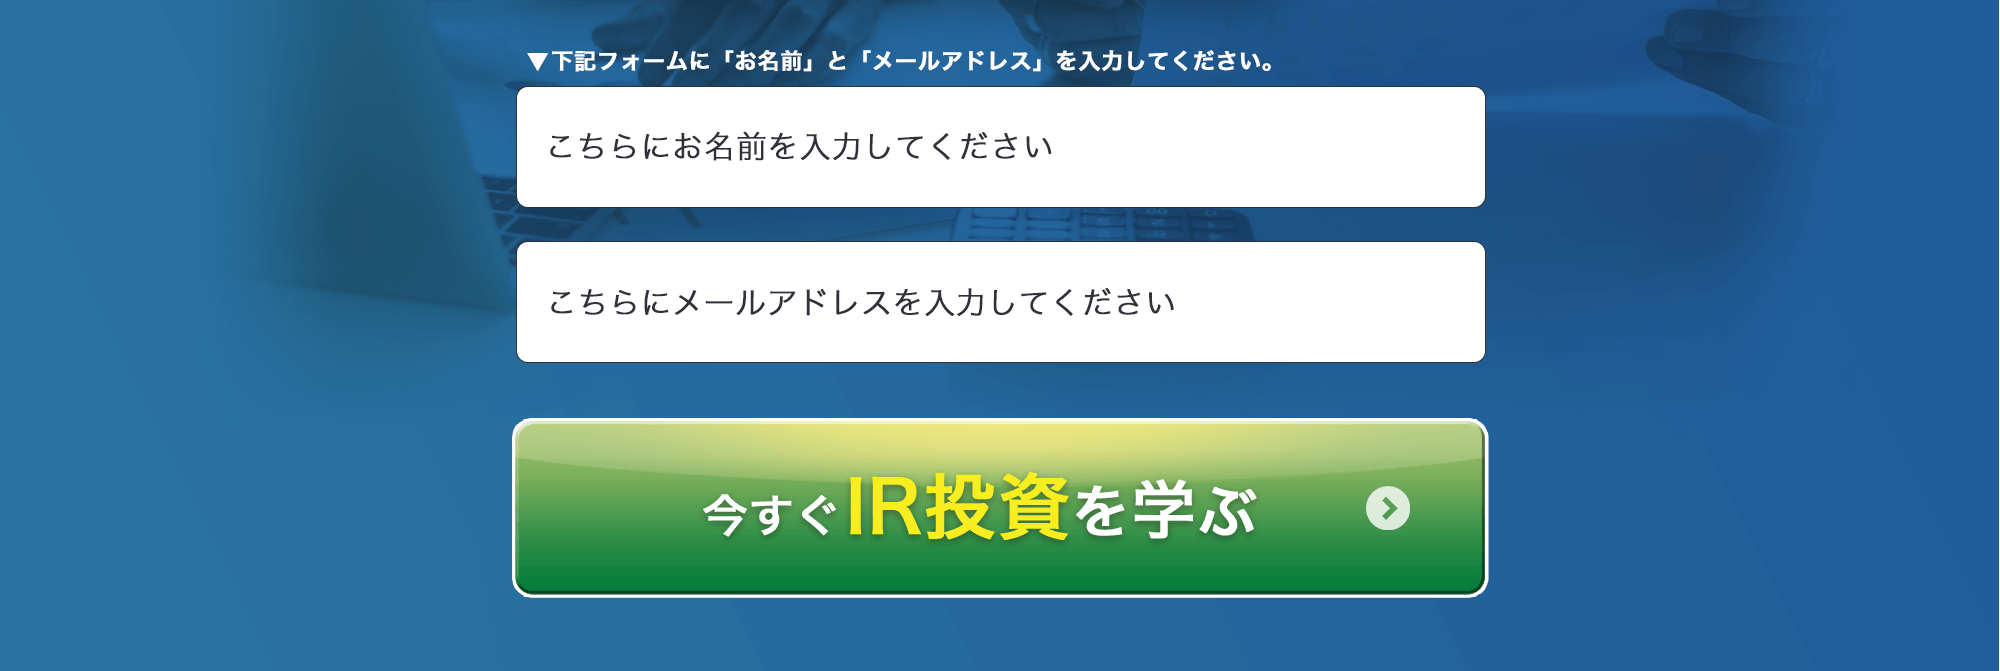 ▼下記フォームに「お名前」と「メールアドレス」を入力してください。
こちらにお名前を入力してください
こちらにメールアドレスを入力してください
今すぐIR投資を学ぶ